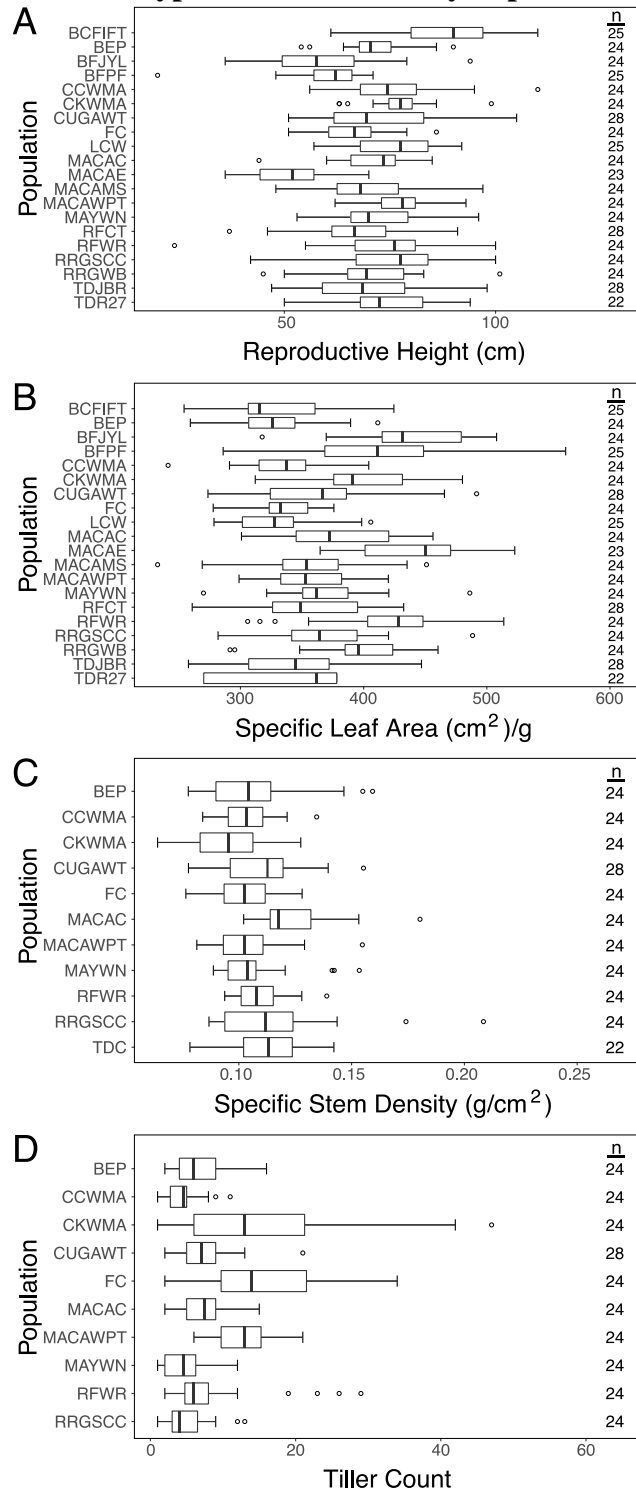 A
n
BCFIFT 25
BEP 24
BFJYL 24
BFPF 25
CCWMA 24
CKWMA 24
CUGAWT 28
FC 24
LCW 25
MACAC 24
MACAE 23
MACAMS 24
MACAWPT 24
MAYWN 24
RFCT 28
RFWR 24
RRGSCC 24
RRGWB 24
TDJBR 28
TDR27 22
Population
50 100
Reproductive Height (cm)
B
n
BCFIFT 25
BEP 24
BFJYL 24
BFPF 25
CCWMA 24
CKWMA 24
CUGAWT 28
FC 24
LCW 25
MACAC 24
MACAE 23
MACAMS 24
MACAWPT 24
MAYWN 24
RFCT 28
RFWR 24
RRGSCC 24
RRGWB 24
TDJBR 28
TDR27 22
Population
300 400 500 600
Specific Leaf Area (cm²)/g
C
n
BEP 24
CCWMA 24
CKWMA 24
CUGAWT 28
FC 24
MACAC 24
MACAWPT 24
MAYWN 24
RFWR 24
RRGSCC 24
TDC 22
Population
0.10 0.15 0.20 0.25
Specific Stem Density (g/cm²)
D
n
BEP 24
CCWMA 24
CKWMA 24
CUGAWT 28
FC 24
MACAC 24
MACAWPT 24
MAYWN 24
RFWR 24
RRGSCC 24
Population
0 20 40 60
Tiller Count